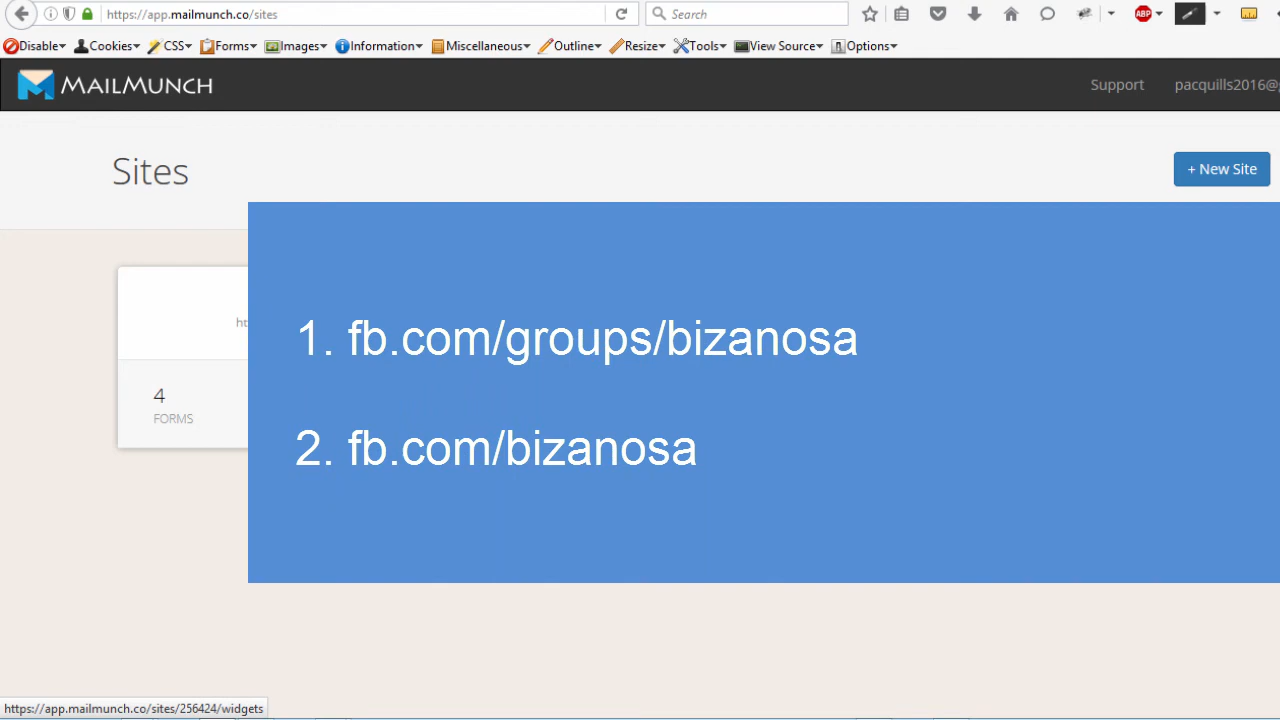 https://app.mailmunch.co/sites
Search
ABP
Disable Cookies CSS Forms Images Information Miscellaneous Outline Resize Tools View Source Options
MAILMUNCH
Support pacquills2016@
Sites
+ New Site
ht
1. fb.com/groups/bizanosa
4
FORMS
2. fb.com/bizanosa
https://app.mailmunch.co/sites/256424/widgets